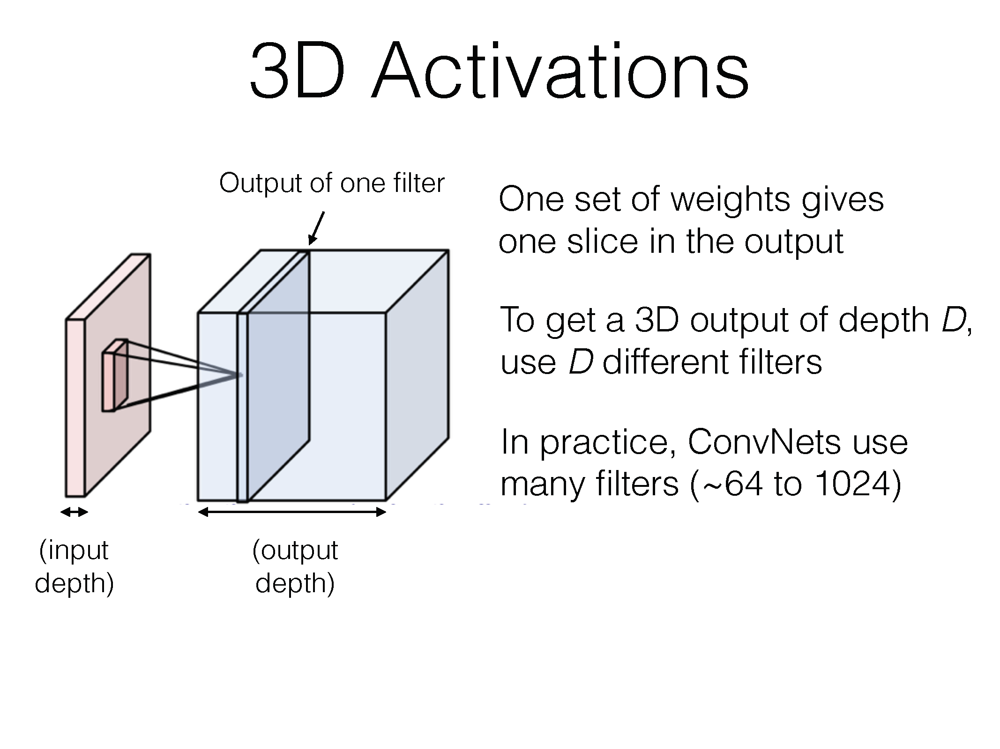 3D Activations
Output of one filter
One set of weights gives
one slice in the output
To get a 3D output of depth D,
use D different filters
In practice, ConvNets use
many filters (~64 to 1024)
(input
depth)
(output
depth)